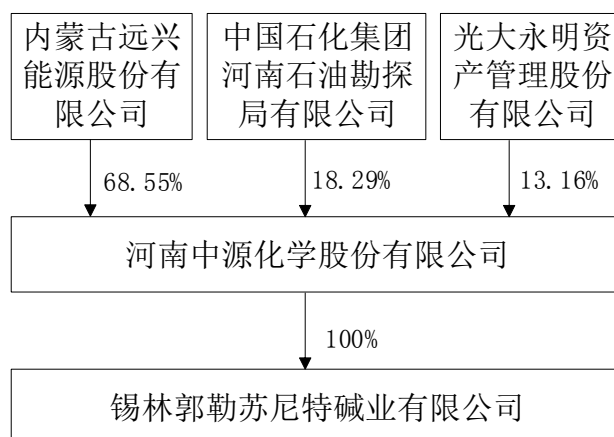 内蒙古远兴
能源股份有
限公司
中国石化集团
河南石油勘探
局有限公司
光大永明资
产管理股份
有限公司
68.55%
18.29%
13.16%
河南中源化学股份有限公司
100%
锡林郭勒苏尼特碱业有限公司